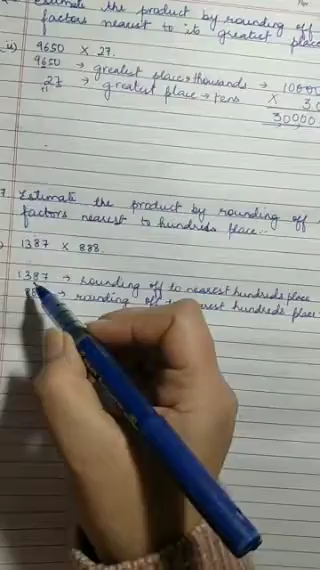 Estimate the product by rounding off
factors nearest to its greatest place
ii) 9650 × 27.
9650 → greatest place → thousands → 10000
27 → greatest place → tens × 30
+1
30000
7. Estimate the product by rounding off
factors nearest to hundreds place..
1387 × 888.
1387 → rounding off to nearest hundreds place
→ rounding off to nearest hundreds place